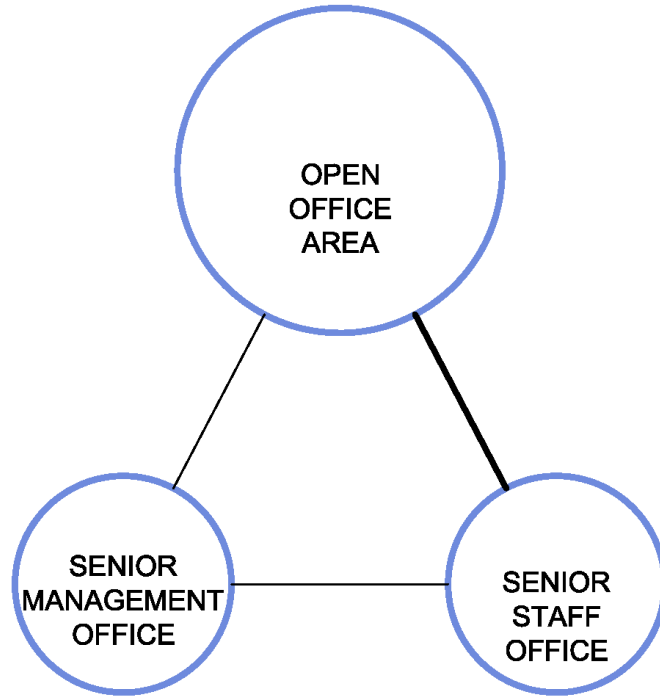 OPEN
OFFICE
AREA
SENIOR
MANAGEMENT
OFFICE
SENIOR
STAFF
OFFICE